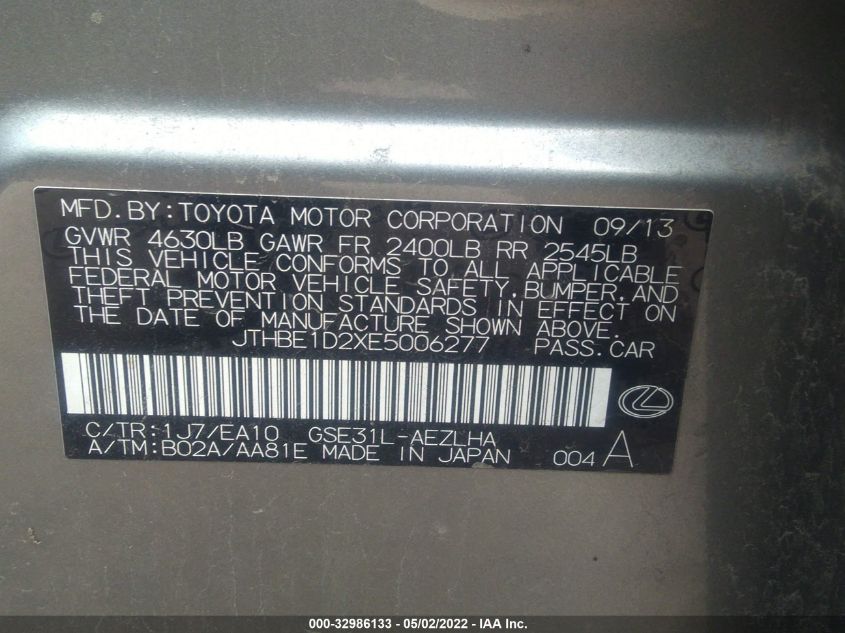 MFD.BY:TOYOTA MOTOR CORPORATION 09/13
GVWR 4630LB GAWR FR 2400LB RR 2545LB
THIS VEHICLE CONFORMS TO ALL APPLICABLE
FEDERAL MOTOR VEHICLE SAFETY,BUMPER,AND
THEFT PREVENTION STANDARDS IN EFFECT ON
THE DATE OF MANUFACTURE SHOWN ABOVE.
JTHBE1D2XE5006277 PASS.CAR
C/TR:1J7/EA10 GSE31L-AEZLHA
A/TM:B02A/AA81E MADE IN JAPAN 004 A
000-32986133 - 05/02/2022 - IAA Inc.